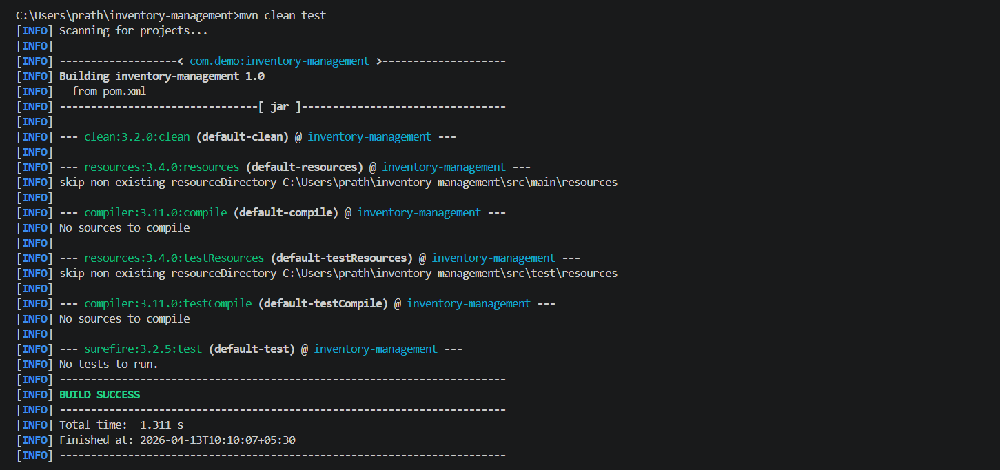 C:\Users\prath\inventory-management>mvn clean test
[INFO] Scanning for projects...
[INFO]
[INFO] -------------------< com.demo:inventory-management >--------------------
[INFO] Building inventory-management 1.0
[INFO]   from pom.xml
[INFO] --------------------------------[ jar ]---------------------------------
[INFO]
[INFO] --- clean:3.2.0:clean (default-clean) @ inventory-management ---
[INFO]
[INFO] --- resources:3.4.0:resources (default-resources) @ inventory-management ---
[INFO] skip non existing resourceDirectory C:\Users\prath\inventory-management\src\main\resources
[INFO]
[INFO] --- compiler:3.11.0:compile (default-compile) @ inventory-management ---
[INFO] No sources to compile
[INFO]
[INFO] --- resources:3.4.0:testResources (default-testResources) @ inventory-management ---
[INFO] skip non existing resourceDirectory C:\Users\prath\inventory-management\src\test\resources
[INFO]
[INFO] --- compiler:3.11.0:testCompile (default-testCompile) @ inventory-management ---
[INFO] No sources to compile
[INFO]
[INFO] --- surefire:3.2.5:test (default-test) @ inventory-management ---
[INFO] No tests to run.
[INFO] ------------------------------------------------------------------------
[INFO] BUILD SUCCESS
[INFO] ------------------------------------------------------------------------
[INFO] Total time:  1.311 s
[INFO] Finished at: 2026-04-13T10:10:07+05:30
[INFO] ------------------------------------------------------------------------